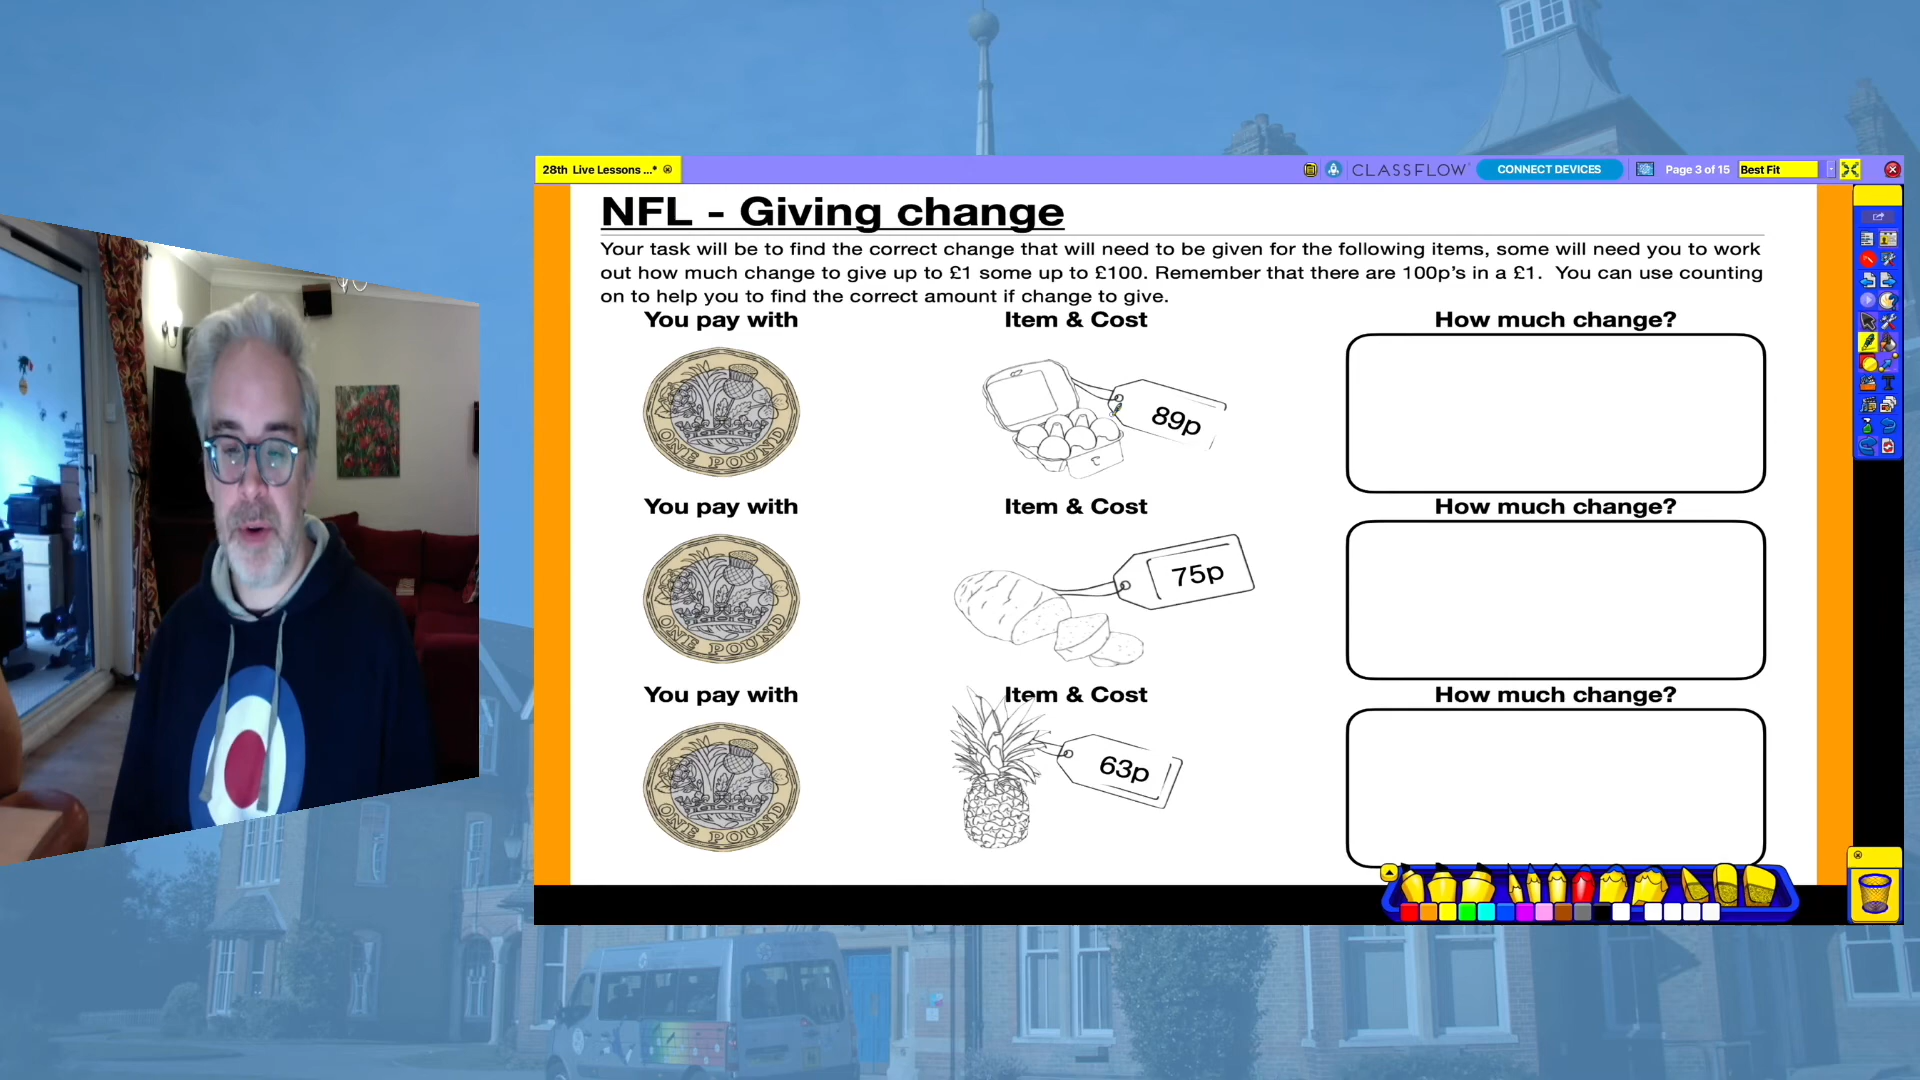 28th Live Lessons ...*
CLASSFLOW
CONNECT DEVICES
Page 3 of 15
Best Fit
NFL - Giving change
Your task will be to find the correct change that will need to be given for the following items, some will need you to work
out how much change to give up to £1 some up to £100. Remember that there are 100p's in a £1. You can use counting
on to help you to find the correct amount if change to give.
You pay with
Item & Cost
How much change?
ONE POUND
89p
You pay with
Item & Cost
How much change?
ONE POUND
75p
You pay with
Item & Cost
How much change?
ONE POUND
63p